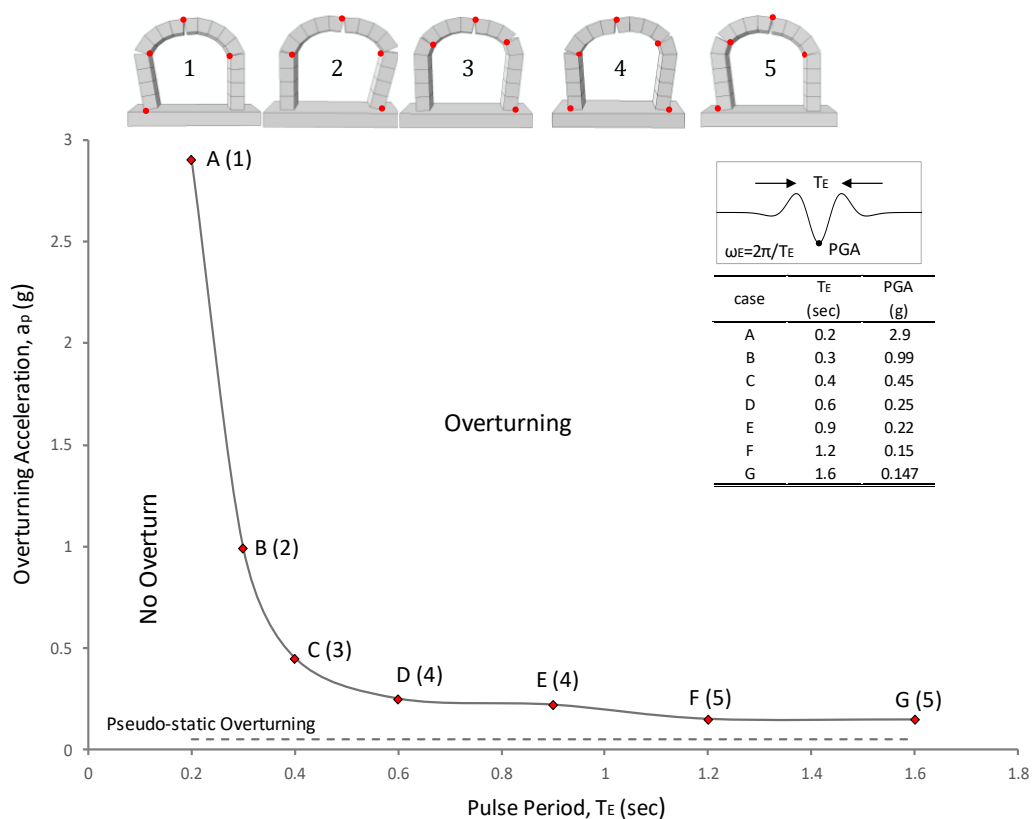 1
2
3
4
5
3
2.5
2
1.5
1
0.5
0
Overturning Acceleration, ap (g)
A (1)
B (2)
C (3)
D (4)
E (4)
F (5)
G (5)
No Overturn
Overturning
Pseudo-static Overturning
TE
ωE=2π/TE
PGA
case TE (sec) PGA (g)
A 0.2 2.9
B 0.3 0.99
C 0.4 0.45
D 0.6 0.25
E 0.9 0.22
F 1.2 0.15
G 1.6 0.147
0 0.2 0.4 0.6 0.8 1 1.2 1.4 1.6 1.8
Pulse Period, TE (sec)